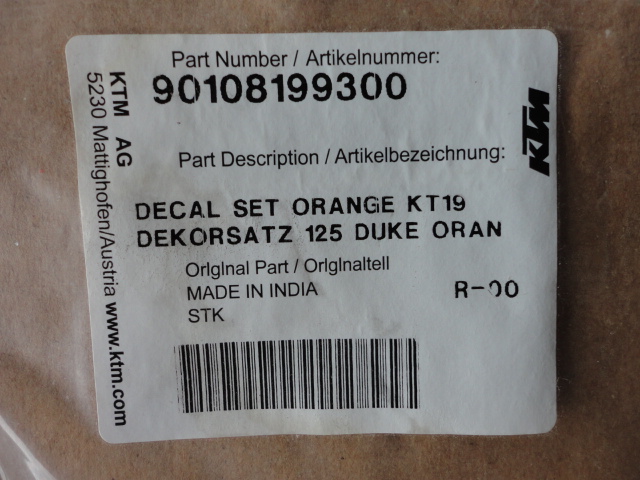 Part Number / Artikelnummer:
90108199300
Part Description / Artikelbezeichnung:
DECAL SET ORANGE KT19
DEKORSATZ 125 DUKE ORAN
Original Part / Originalteil
MADE IN INDIA
R-00
STK
KTM AG
5230 Mattighofen/Austria www.ktm.com
KTM